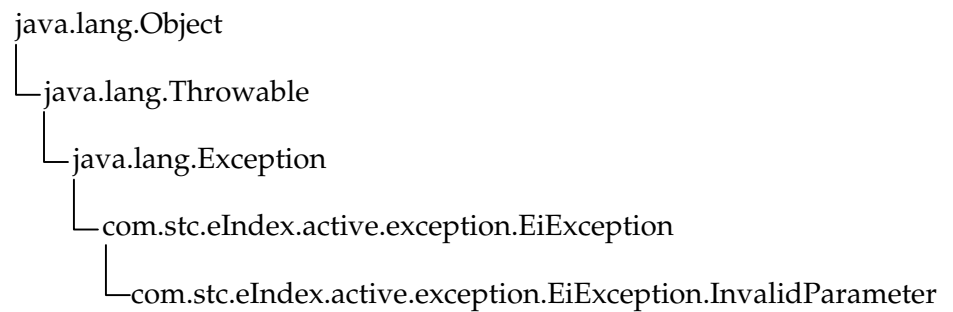 java.lang.Object
java.lang.Throwable
java.lang.Exception
com.stc.eIndex.active.exception.EiException
com.stc.eIndex.active.exception.EiException.InvalidParameter